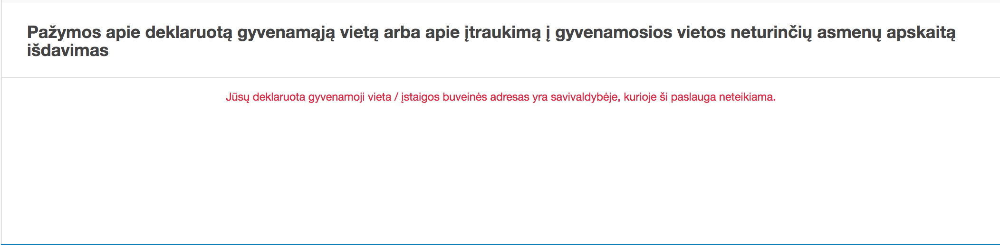 Pažymos apie deklaruotą gyvenamąją vietą arba apie įtraukimą į gyvenamosios vietos neturinčių asmenų apskaitą
išdavimas
Jūsų deklaruota gyvenamoji vieta / įstaigos buveinės adresas yra savivaldybėje, kurioje ši paslauga neteikiama.